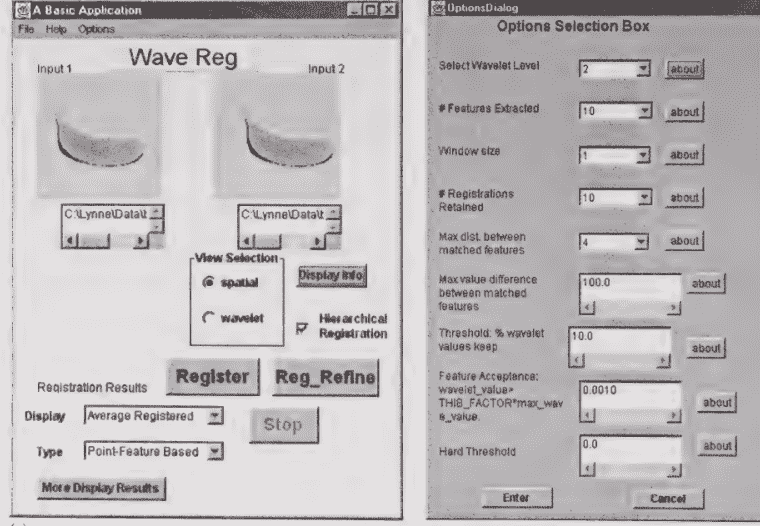 A Basic Application
File Help Options
Wave Reg
Input 1
Input 2
C:\Lynne\Data\t
C:\Lynne\Data\t
View Selection
spatial
wavelet
Display Info
Hierarchical
Registration
Register
Reg_Refine
Registration Results
Display
Average Registered
Stop
Type
Point-Feature Based
More Display Results
OptionsDialog
Options Selection Box
Select Wavelet Level
2
about
# Features Extracted
10
about
Window size
1
about
# Registrations
Retained
10
about
Max dist. between
matched features
4
about
Max value difference
between matched
features
100.0
about
Threshold: % wavelet
values keep
10.0
about
Feature Acceptance:
wavelet_value>
THIS_FACTOR*max_wav
e_value.
0.0010
about
Hard Threshold
0.0
about
Enter
Cancel